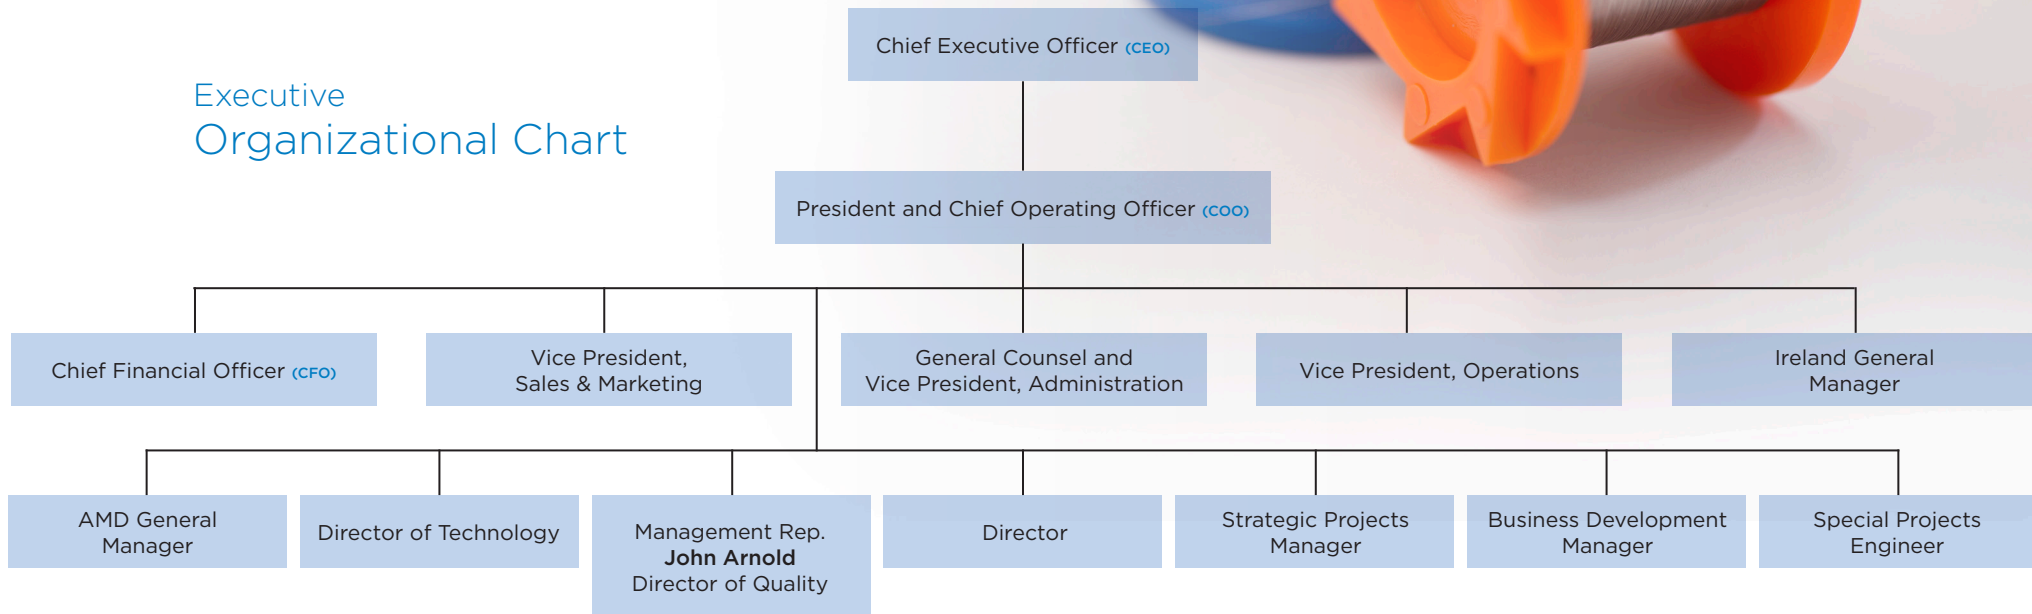 Executive
Organizational Chart
Chief Executive Officer (CEO)
President and Chief Operating Officer (COO)
Chief Financial Officer (CFO)
Vice President,
Sales & Marketing
General Counsel and
Vice President, Administration
Vice President, Operations
Ireland General
Manager
AMD General
Manager
Director of Technology
Management Rep.
John Arnold
Director of Quality
Director
Strategic Projects
Manager
Business Development
Manager
Special Projects
Engineer